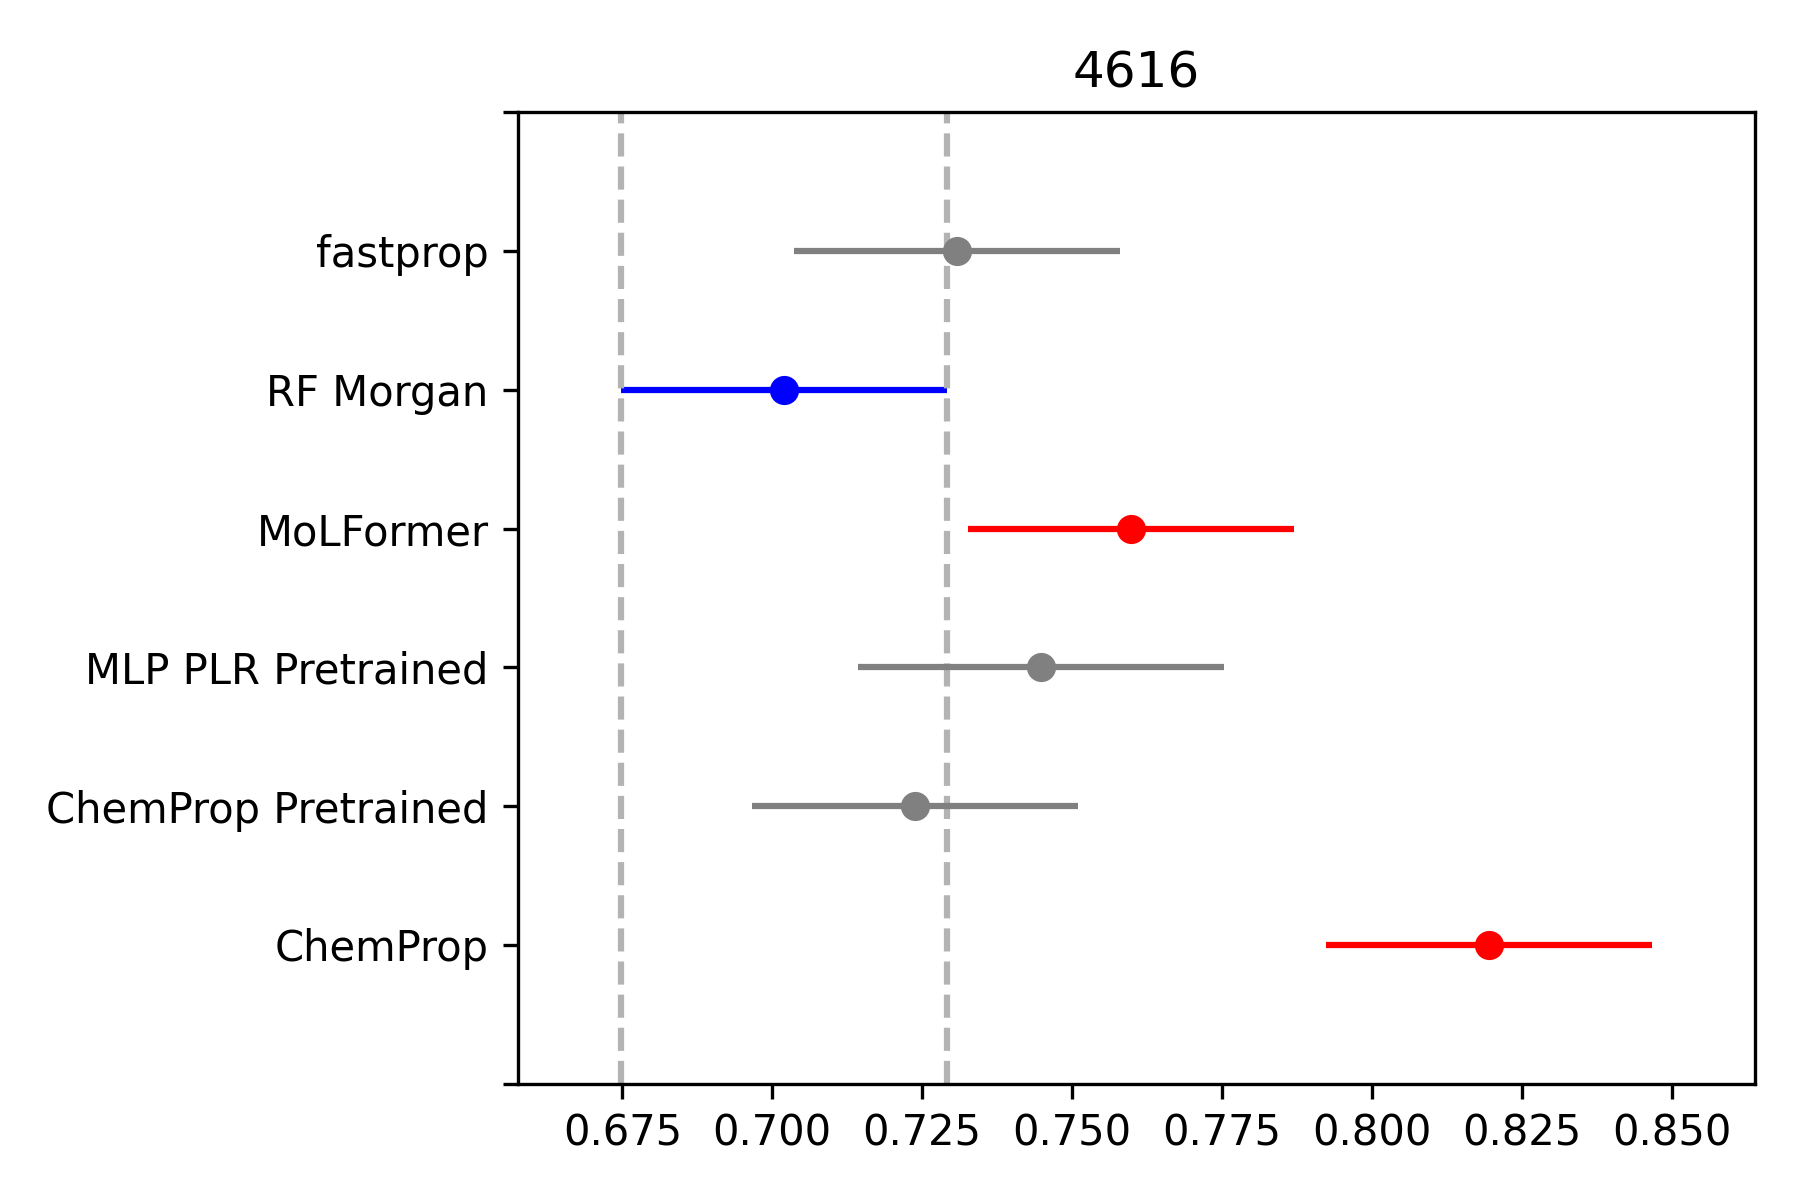 4616
fastprop
RF Morgan
MoLFormer
MLP PLR Pretrained
ChemProp Pretrained
ChemProp
0.675 0.700 0.725 0.750 0.775 0.800 0.825 0.850